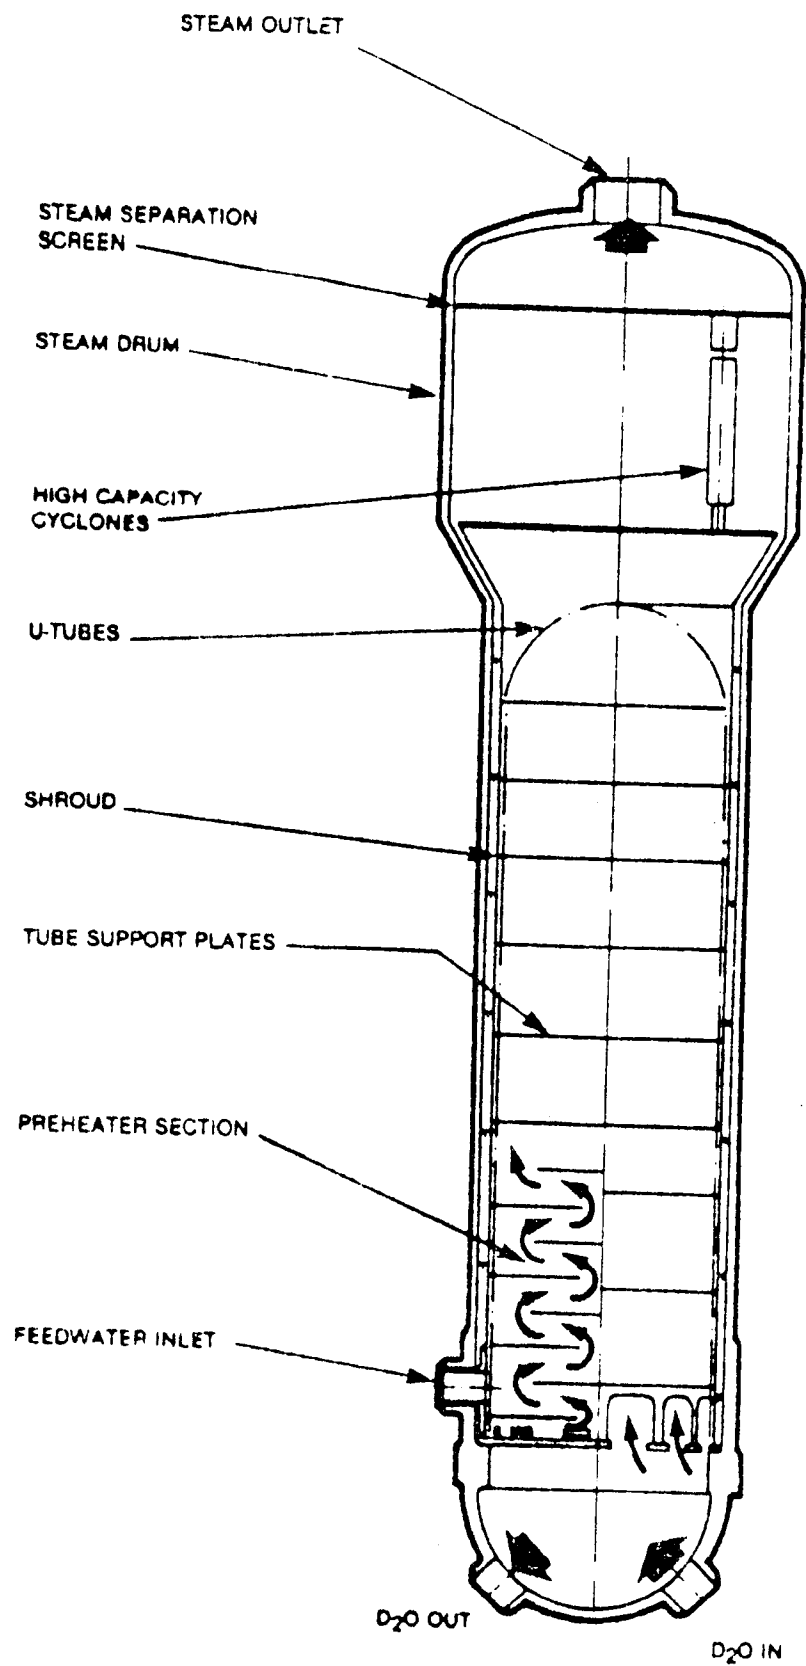 STEAM OUTLET
STEAM SEPARATION
SCREEN
STEAM DRUM
HIGH CAPACITY
CYCLONES
U-TUBES
SHROUD
TUBE SUPPORT PLATES
PREHEATER SECTION
FEEDWATER INLET
D₂O OUT
D₂O IN